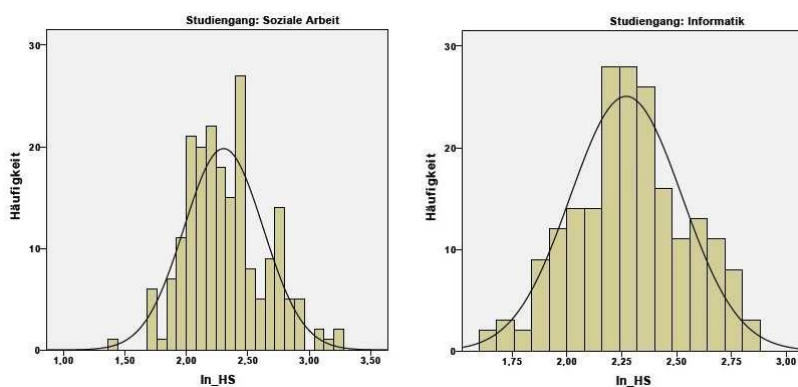 Studiengang: Soziale Arbeit
30
20
10
0
Häufigkeit
1,00 1,50 2,00 2,50 3,00 3,50
ln_HS
Studiengang: Informatik
30
20
10
0
Häufigkeit
1,75 2,00 2,25 2,50 2,75 3,00
ln_HS